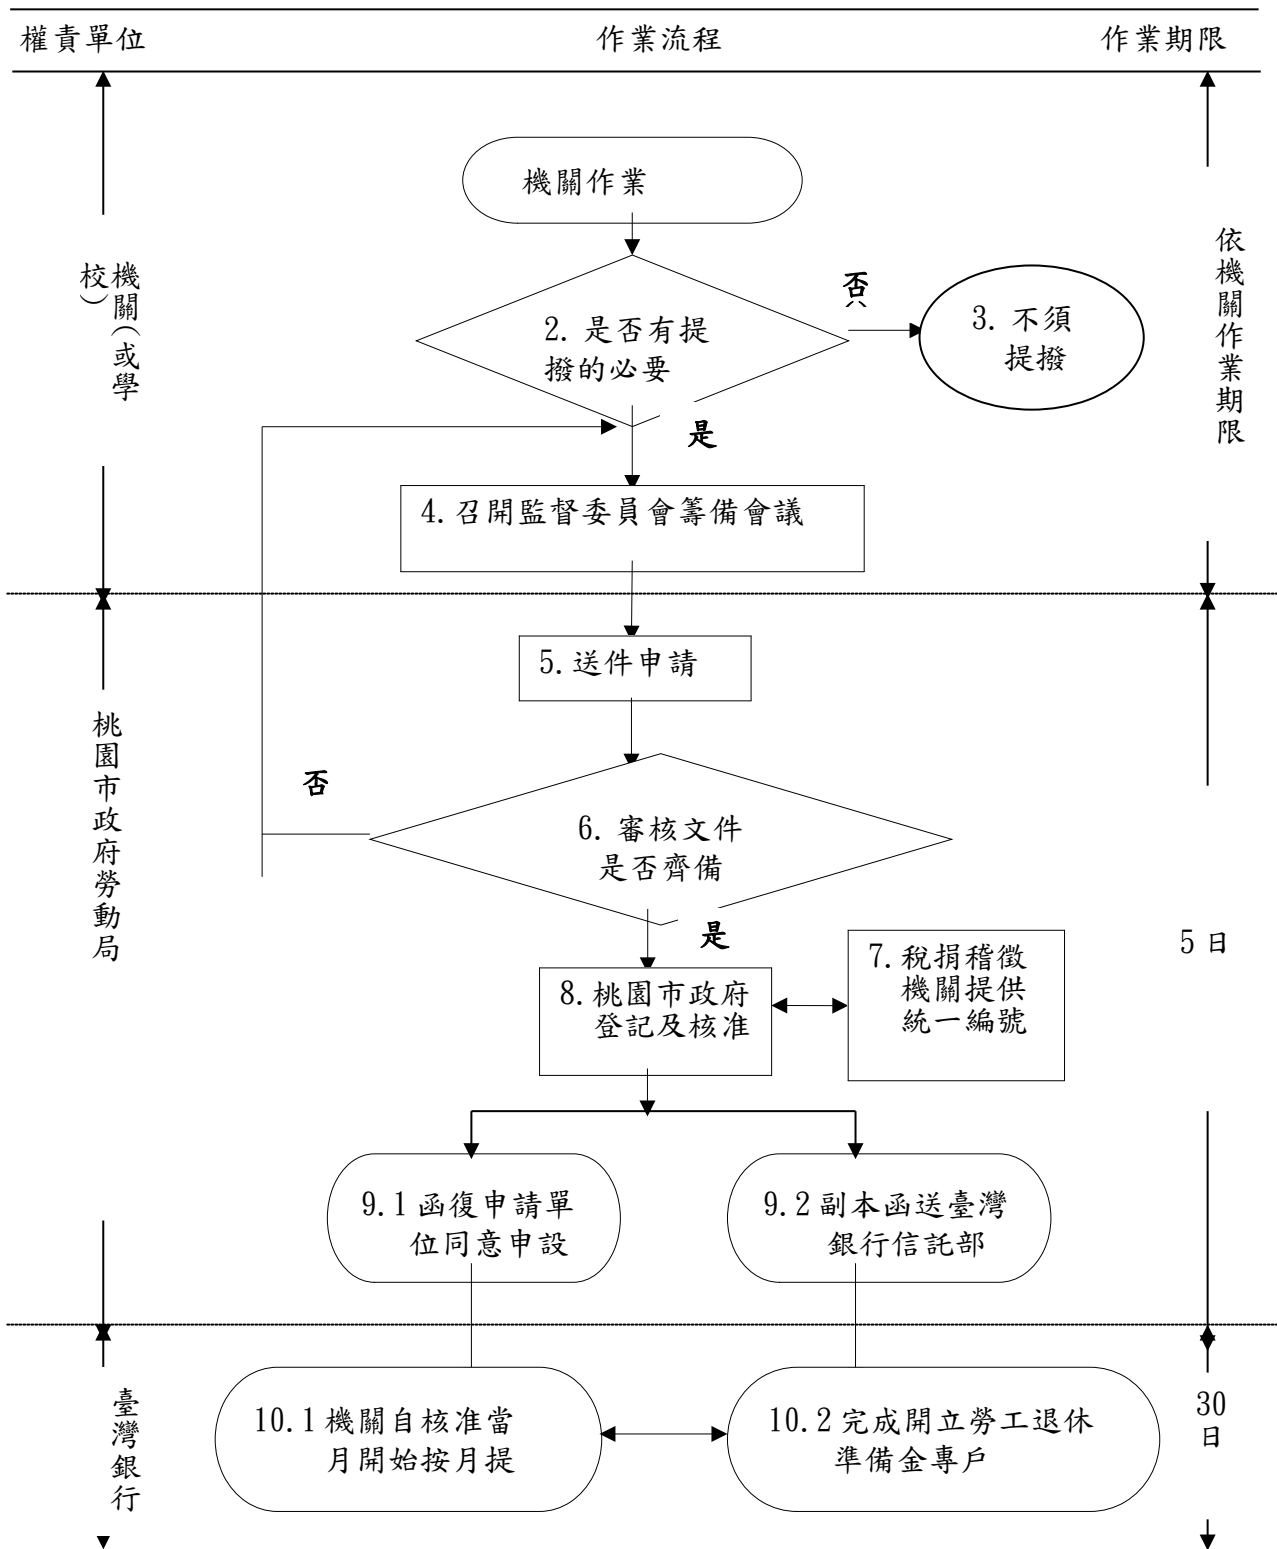 權責單位
作業流程
作業期限
機關作業
機關(或學
校)
依機關作業期限
2. 是否有提
撥的必要
否
3. 不須
提撥
是
4. 召開監督委員會籌備會議
5. 送件申請
桃園市政府勞動局
否
6. 審核文件
是否齊備
是
5 日
7. 稅捐稽徵
機關提供
統一編號
8. 桃園市政府
登記及核准
9.1 函復申請單
位同意申設
9.2 副本函送臺灣
銀行信託部
臺灣銀行
10.1 機關自核准當
月開始按月提
10.2 完成開立勞工退休
準備金專戶
30
日